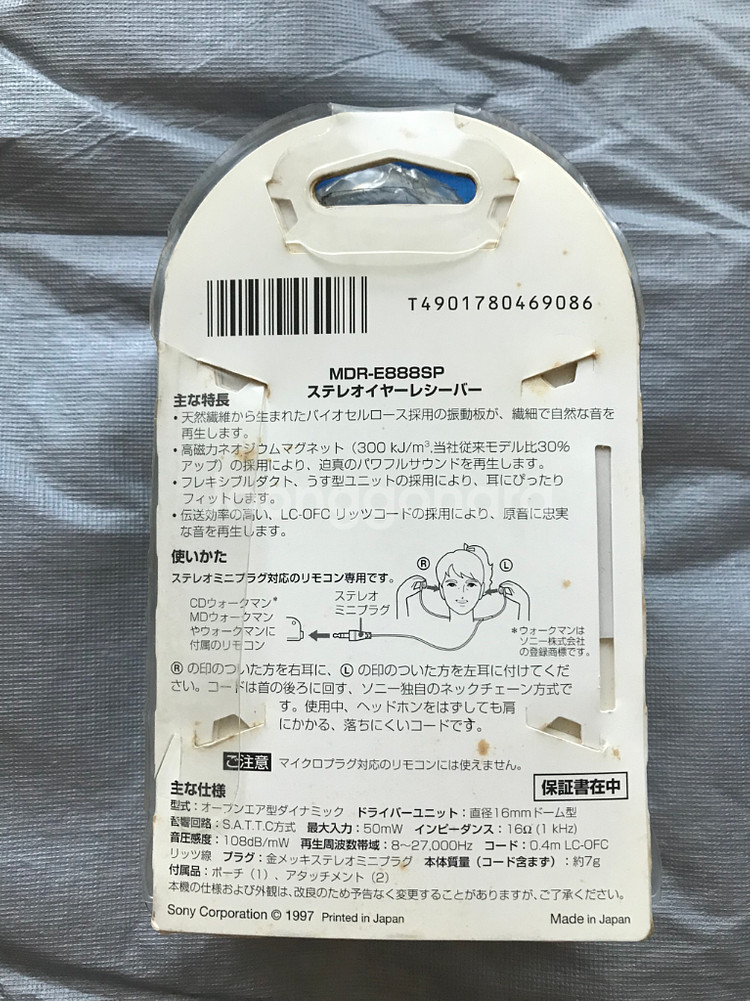 T4901780469086
MDR-E888SP
ステレオイヤーレシーバー
主な特長
・天然繊維から生まれたバイオセルロース採用の振動板が、繊細で自然な音を
再生します。
・高磁力ネオジウムマグネット（300 kJ/m³,当社従来モデル比30%
アップ）の採用により、迫真のパワフルサウンドを再生します。
・フレキシブルダクト、うす型ユニットの採用により、耳にぴったり
フィットします。
・伝送効率の高い、LC-OFC リッツコードの採用により、原音に忠実
な音を再生します。
使いかた
ステレオミニプラグ対応のリモコン専用です。
Ⓡ Ⓛ
CDウォークマン*
MDウォークマン
やウォークマンに
付属のリモコン
ステレオ
ミニプラグ
*ウォークマンは
ソニー株式会社
の登録商標です。
Ⓡ の印のついた方を右耳に、Ⓛ の印のついた方を左耳に付けてくだ
さい。コードは首の後ろに回す、ソニー独自のネックチェーン方式で
す。使用中、ヘッドホンをはずしても肩
にかかる、落ちにくいコードです。
ご注意 マイクロプラグ対応のリモコンには使えません。
主な仕様
保証書在中
型式：オープンエア型ダイナミック ドライバーユニット：直径16mmドーム型
音響回路：S.A.T.T.C方式 最大入力：50mW インピーダンス：16Ω (1 kHz)
音圧感度：108dB/mW 再生周波数帯域：8〜27,000Hz コード：0.4m LC-OFC
リッツ線 プラグ：金メッキステレオミニプラグ 本体質量（コード含まず）：約7g
付属品：ポーチ（1）、アタッチメント（2）
本機の仕様および外観は、改良のため予告なく変更することがありますが、ご了承ください。
Sony Corporation © 1997 Printed in Japan
Made in Japan